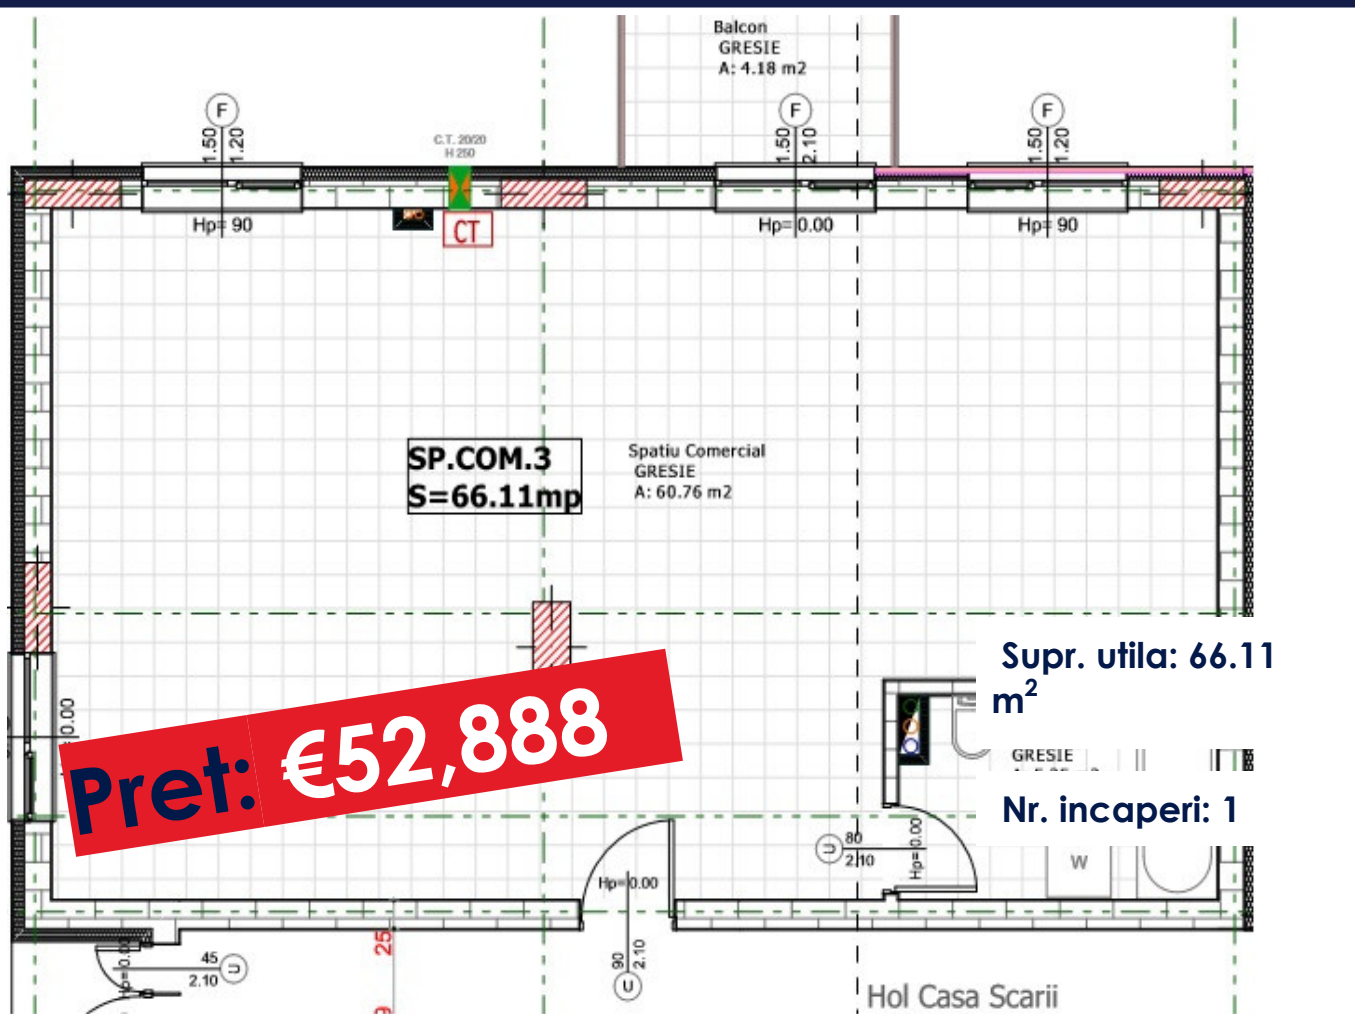 Balcon
GRESIE
A: 4.18 m2
F
1.50
1.20
C.T. 20/20
H 250
F
1.50
2.10
F
1.50
1.20
Hp= 90
CT
Hp= 0.00
Hp= 90
SP.COM.3
S=66.11mp
Spatiu Comercial
GRESIE
A: 60.76 m2
Supr. utila: 66.11
m²
0.00
Pret: €52,888
GRESIE
Nr. incaperi: 1
U
80
2.10
Hp=0.00
W
Hp=0.00
90
2.10
U
25
Hp=0.00
45
2.10
U
Hol Casa Scarii